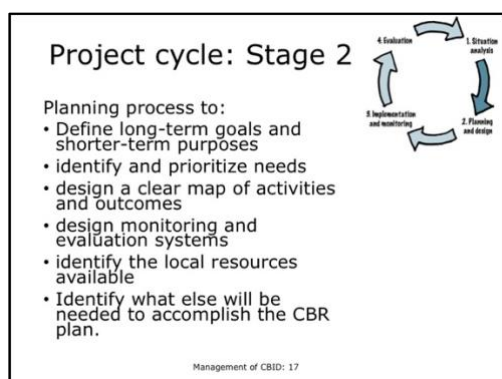 Project cycle: Stage 2
4. Evaluation
1. Situation
analysis
3. Implementation
and monitoring
2. Planning
and design
Planning process to:
• Define long-term goals and
shorter-term purposes
• identify and prioritize needs
• design a clear map of activities
and outcomes
• design monitoring and
evaluation systems
• identify the local resources
available
• Identify what else will be
needed to accomplish the CBR
plan.
Management of CBID: 17